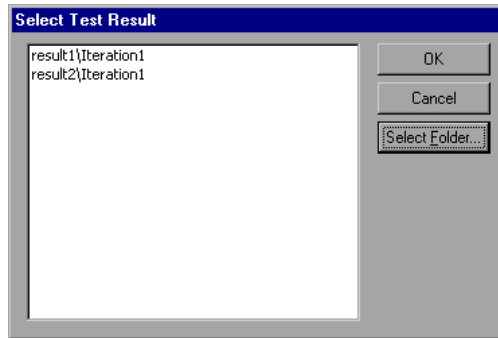 Select Test Result
result1\Iteration1
result2\Iteration1
OK
Cancel
Select Folder...